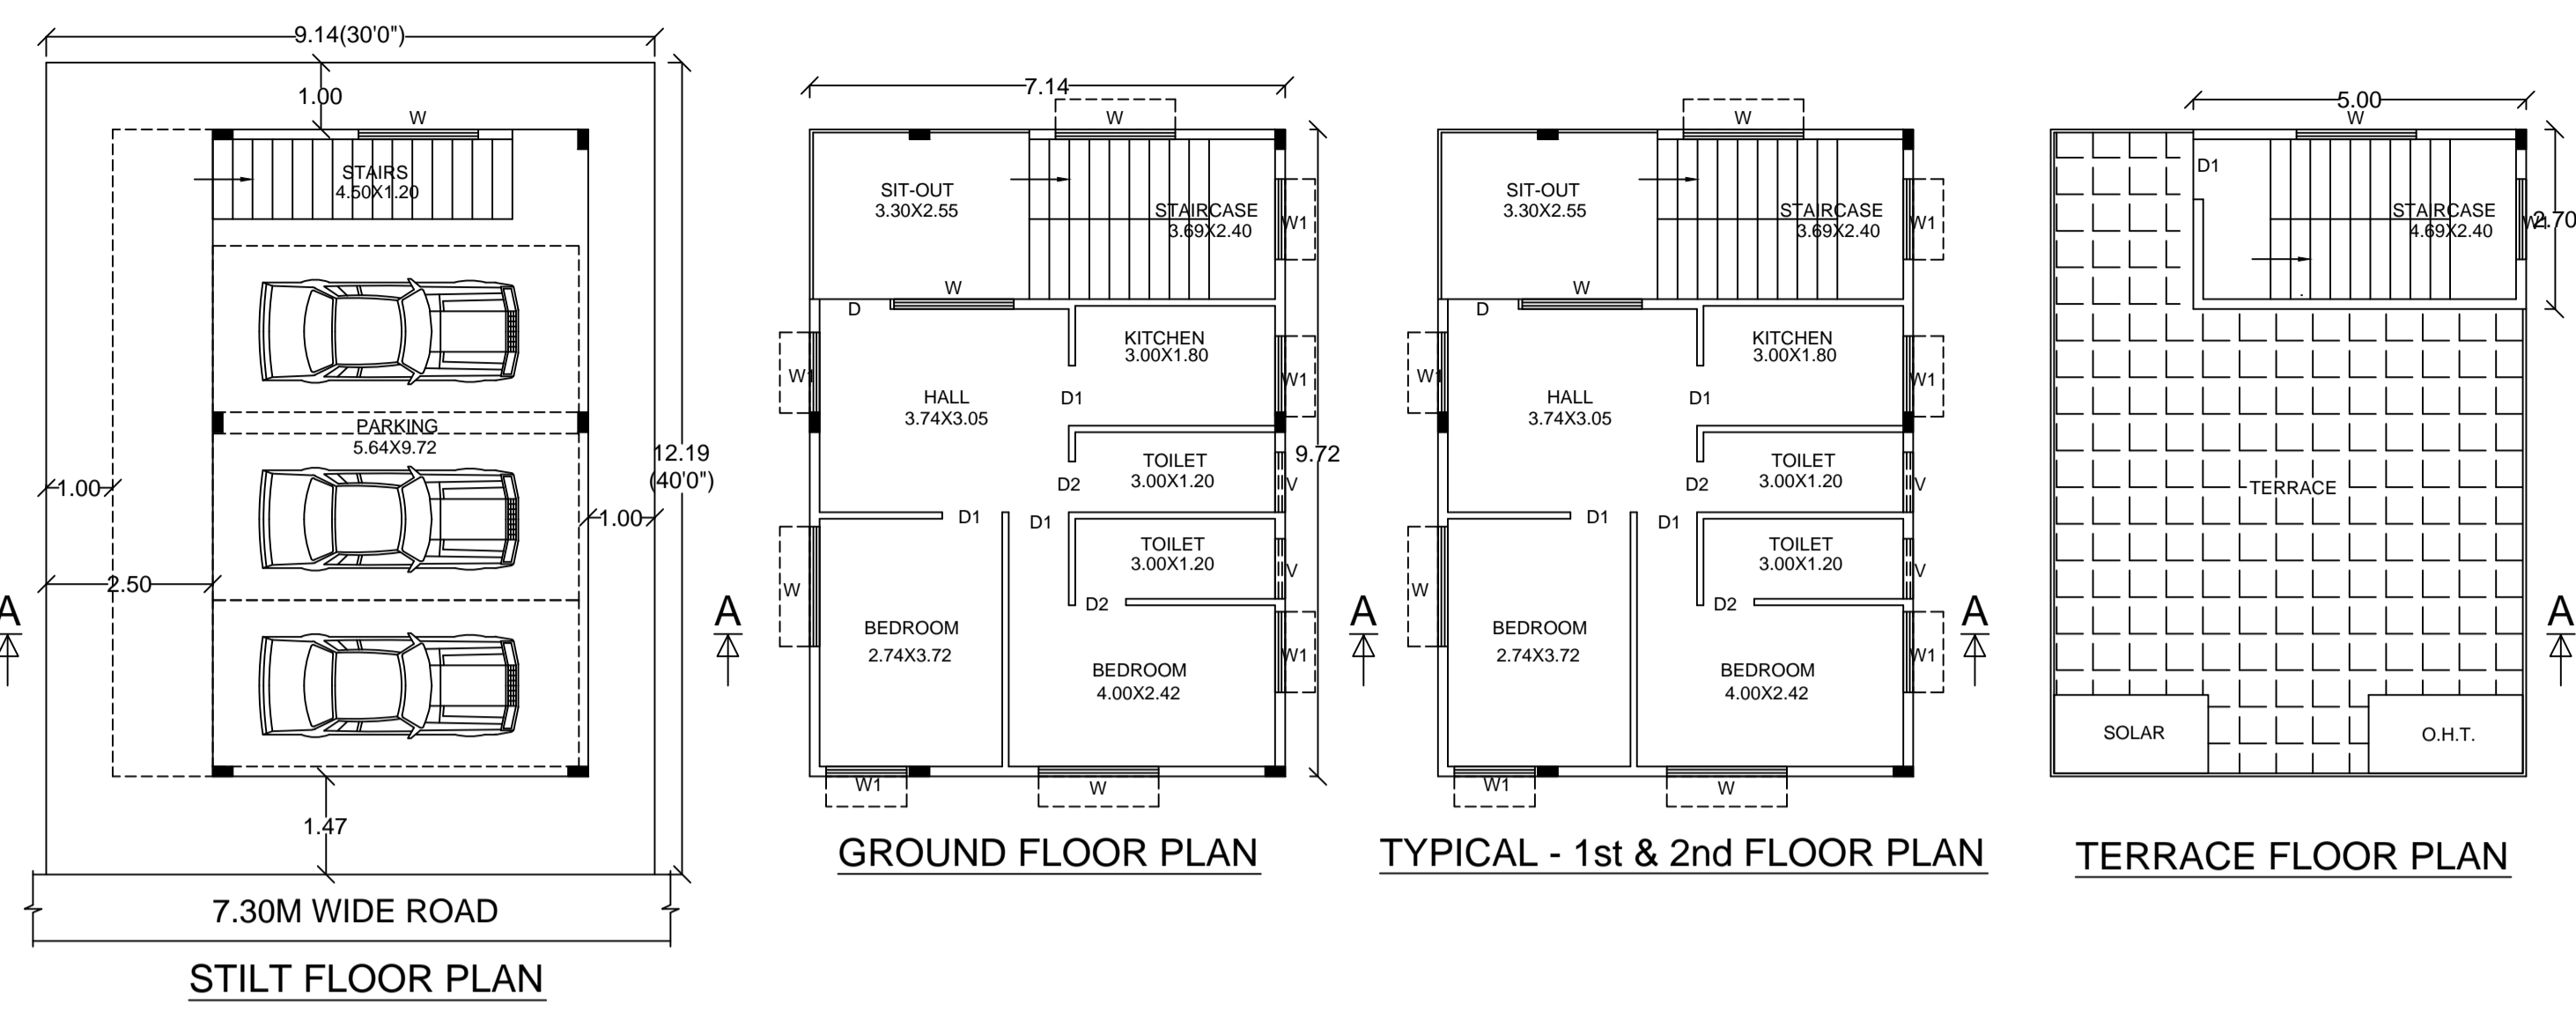 9.14(30'0")
1.00
W
STAIRS
4.50X1.20
PARKING
5.64X9.72
12.19
(40'0")
1.00
1.00
2.50
A
1.47
7.30M WIDE ROAD
STILT FLOOR PLAN
7.14
W
SIT-OUT
3.30X2.55
STAIRCASE
3.69X2.40
W1
W
D
KITCHEN
3.00X1.80
W1
W1
HALL
3.74X3.05
D1
9.72
TOILET
3.00X1.20
D2
V
D1
D1
TOILET
3.00X1.20
V
W
D2
A
BEDROOM
2.74X3.72
BEDROOM
4.00X2.42
W1
W1
W
GROUND FLOOR PLAN
W
SIT-OUT
3.30X2.55
STAIRCASE
3.69X2.40
W1
W
D
KITCHEN
3.00X1.80
W1
W1
HALL
3.74X3.05
D1
TOILET
3.00X1.20
D2
V
D1
D1
TOILET
3.00X1.20
V
W
D2
A
BEDROOM
2.74X3.72
BEDROOM
4.00X2.42
W1
A
W1
W
TYPICAL - 1st & 2nd FLOOR PLAN
5.00
W
D1
STAIRCASE
4.69X2.40
W1
2.70
TERRACE
A
SOLAR
O.H.T.
TERRACE FLOOR PLAN